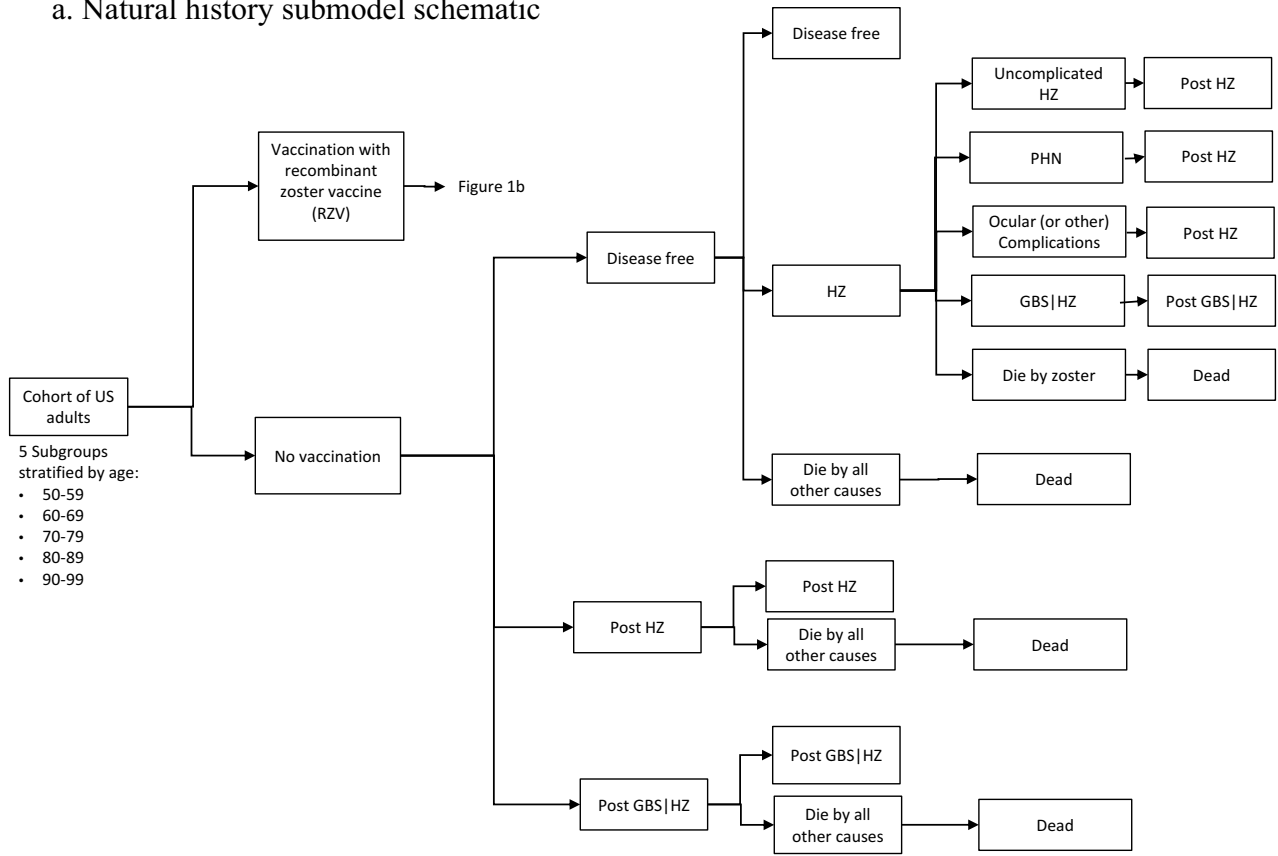 a. Natural history submodel schematic
Disease free
Uncomplicated
HZ
Post HZ
Vaccination with
recombinant
zoster vaccine
(RZV)
Figure 1b
PHN
Post HZ
Ocular (or other)
Complications
Post HZ
Disease free
HZ
GBS|HZ
Post GBS|HZ
Die by zoster
Dead
Cohort of US
adults
5 Subgroups
stratified by age:
• 50-59
• 60-69
• 70-79
• 80-89
• 90-99
No vaccination
Die by all
other causes
Dead
Post HZ
Post HZ
Die by all
other causes
Dead
Post GBS|HZ
Post GBS|HZ
Die by all
other causes
Dead